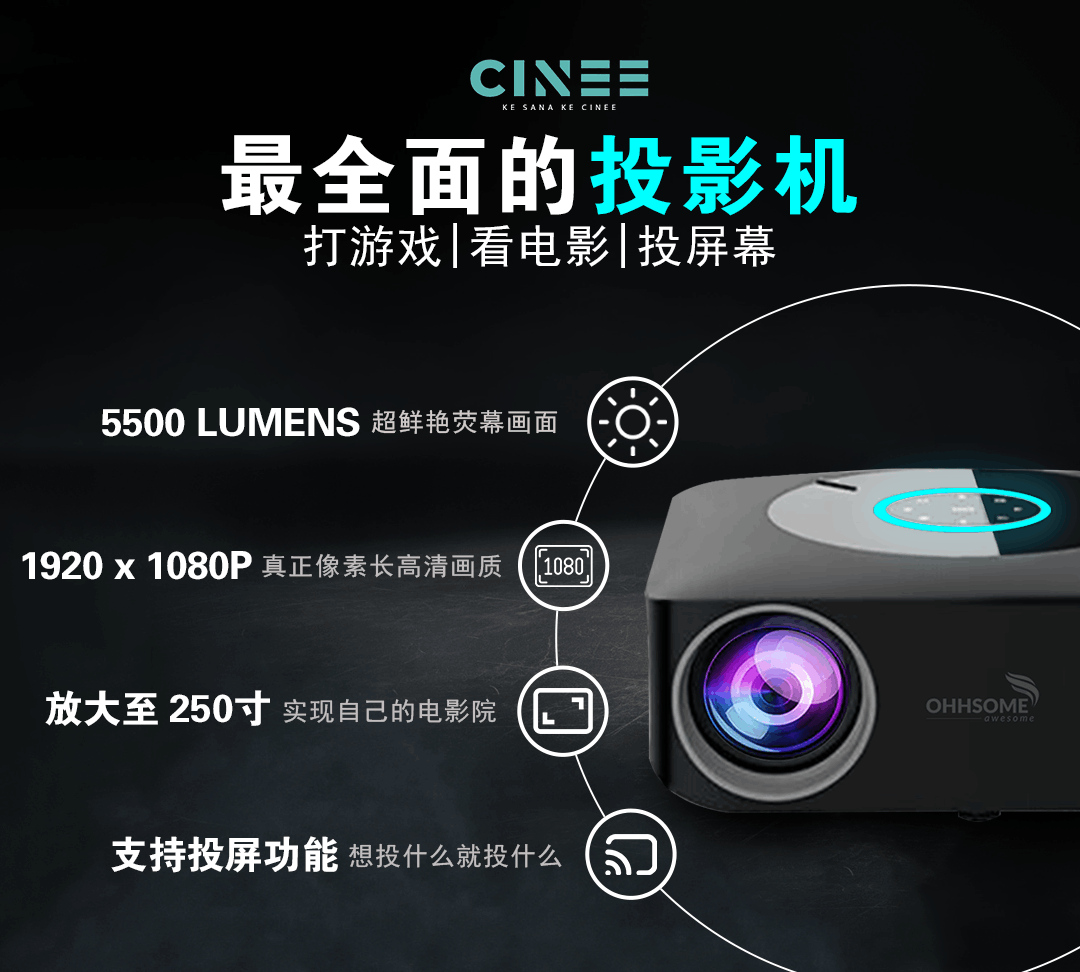 CINEE
KE SANA KE CINEE
最全面的投影机
打游戏|看电影|投屏幕
5500 LUMENS 超鲜艳荧幕画面
1920 x 1080P 真正像素长高清画质
1080
放大至 250寸 实现自己的电影院
OHHSOME
awesome
支持投屏功能 想投什么就投什么